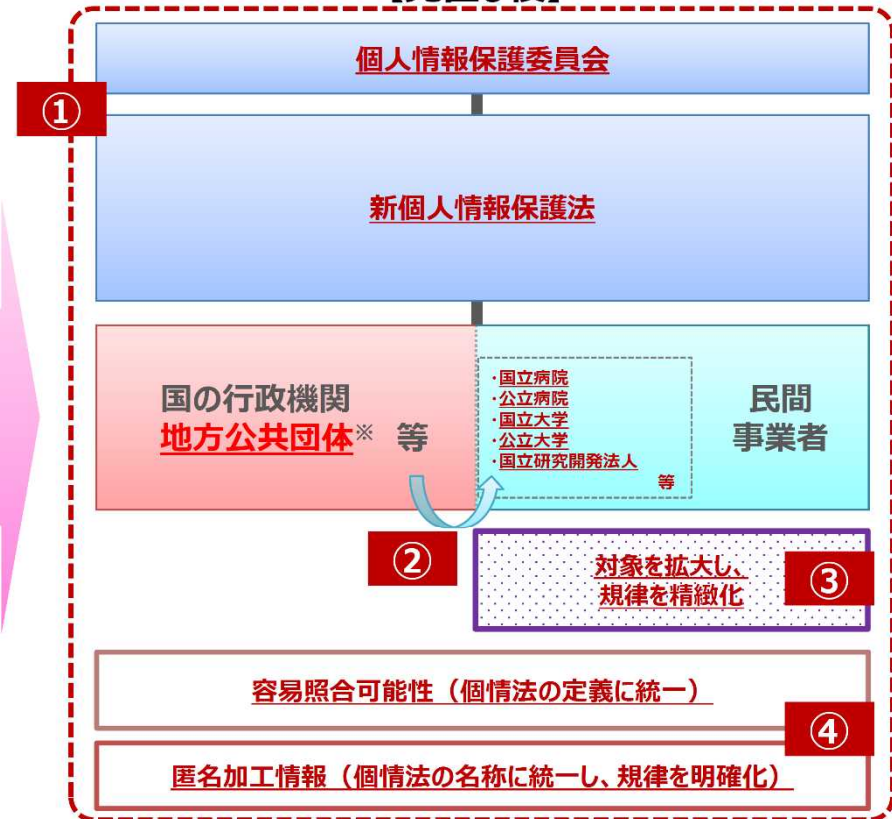 個人情報保護委員会
①
新個人情報保護法
国の行政機関
地方公共団体※ 等
・国立病院
・公立病院
・国立大学
・公立大学
・国立研究開発法人
等
民間
事業者
②
対象を拡大し、
規律を精緻化
③
容易照合可能性（個情法の定義に統一）
④
匿名加工情報（個情法の名称に統一し、規律を明確化）